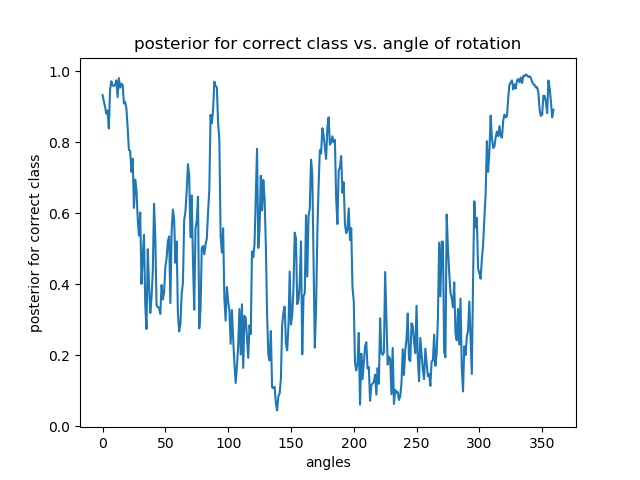 posterior for correct class vs. angle of rotation
1.0
0.8
0.6
0.4
0.2
0.0
posterior for correct class
0 50 100 150 200 250 300 350
angles